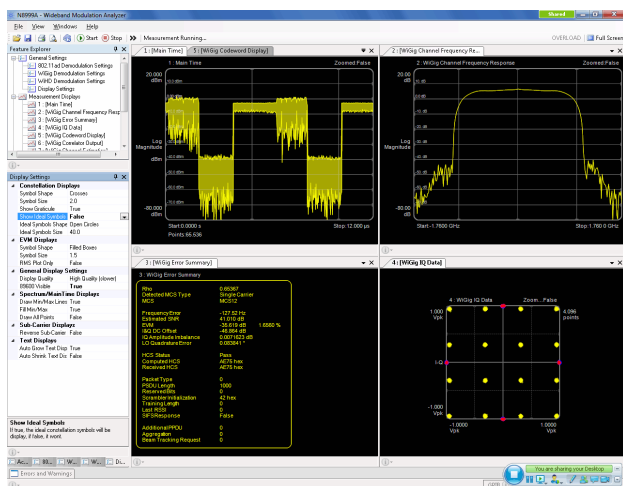 N8999A - Wideband Modulation Analyzer
Shared
File View Windows Help
Start Stop Measurement Running...
OVERLOAD Full Screen
Feature Explorer
General Settings
802.11ad Demodulation Settings
WiGig Demodulation Settings
WiHD Demodulation Settings
Display Settings
Measurement Displays
1 : [Main Time]
2 : [WiGig Channel Frequency Resp
3 : [WiGig Error Summary]
4 : [WiGig IQ Data]
5 : [WiGig Codeword Display]
6 : [WiGig Correlator Output]
Display Settings
Constellation Displays
Symbol Shape Crosses
Symbol Size 2.0
Show Graticule True
Show Ideal Symbols False
Ideal Symbols Shape Open Circles
Ideal Symbols Size 40.0
EVM Displays
Symbol Shape Filled Boxes
Symbol Size 1.5
RMS Plot Only False
General Display Settings
Display Quality High Quality (slower)
89600 Visible True
Spectrum/MainTime Displays
Draw Min/Max Lines True
Fill Min/Max True
Draw All Points False
Sub-Carrier Displays
Reverse Sub-Carrier False
Text Displays
Auto Grow Text Disp True
Auto Shrink Text Dis False
Show Ideal Symbols
If true, the ideal constellation symbols will be
display, if false, it wont.
Ac... 80... W... W... Di...
Errors and Warnings
1 : [Main Time] 5 : [WiGig Codeword Display]
1 : Main Time Zoomed:False
20.000
dBm
Log
Magnitude
dBm
-80.000
dBm
Start:0.0000 s Stop:12.000 µs
Points:65.536
2 : [WiGig Channel Frequency Re...
2 : WiGig Channel Frequency Response Zoomed:False
20.00
dB
Log
Magnitude
dB
-80.00
dB
Start:-1.7600 GHz Stop:1.7600 GHz
3 : [WiGig Error Summary]
3 : WiGig Error Summary
Rho 0.65367
Detected MCS Type Single Carrier
MCS MCS12
Frequency Error -127.52 Hz
Estimated SNR 41.010 dB
EVM -35.619 dB 1.6560 %
I&Q DC Offset -46.864 dB
IQ Amplitude Imbalance 0.0071623 dB
LO Quadrature Error 0.083841 °
HCS Status Pass
Computed HCS AE75 hex
Received HCS AE75 hex
Packet Type 0
PSDU Length 1000
Reserved Bits 0
Scrambler Initialization 42 hex
Training Length 0
Last RSSI 0
SIFS Response False
Additional PPDU 0
Aggregation 0
Beam Tracking Request 0
4 : [WiGig IQ Data]
4 : WiGig IQ Data Zoom...False
1.000
Vpk
4.096
points
I-Q
-1.000
Vpk
-1.0000
Vpk
1.0000
Vpk
You are sharing your Desktop